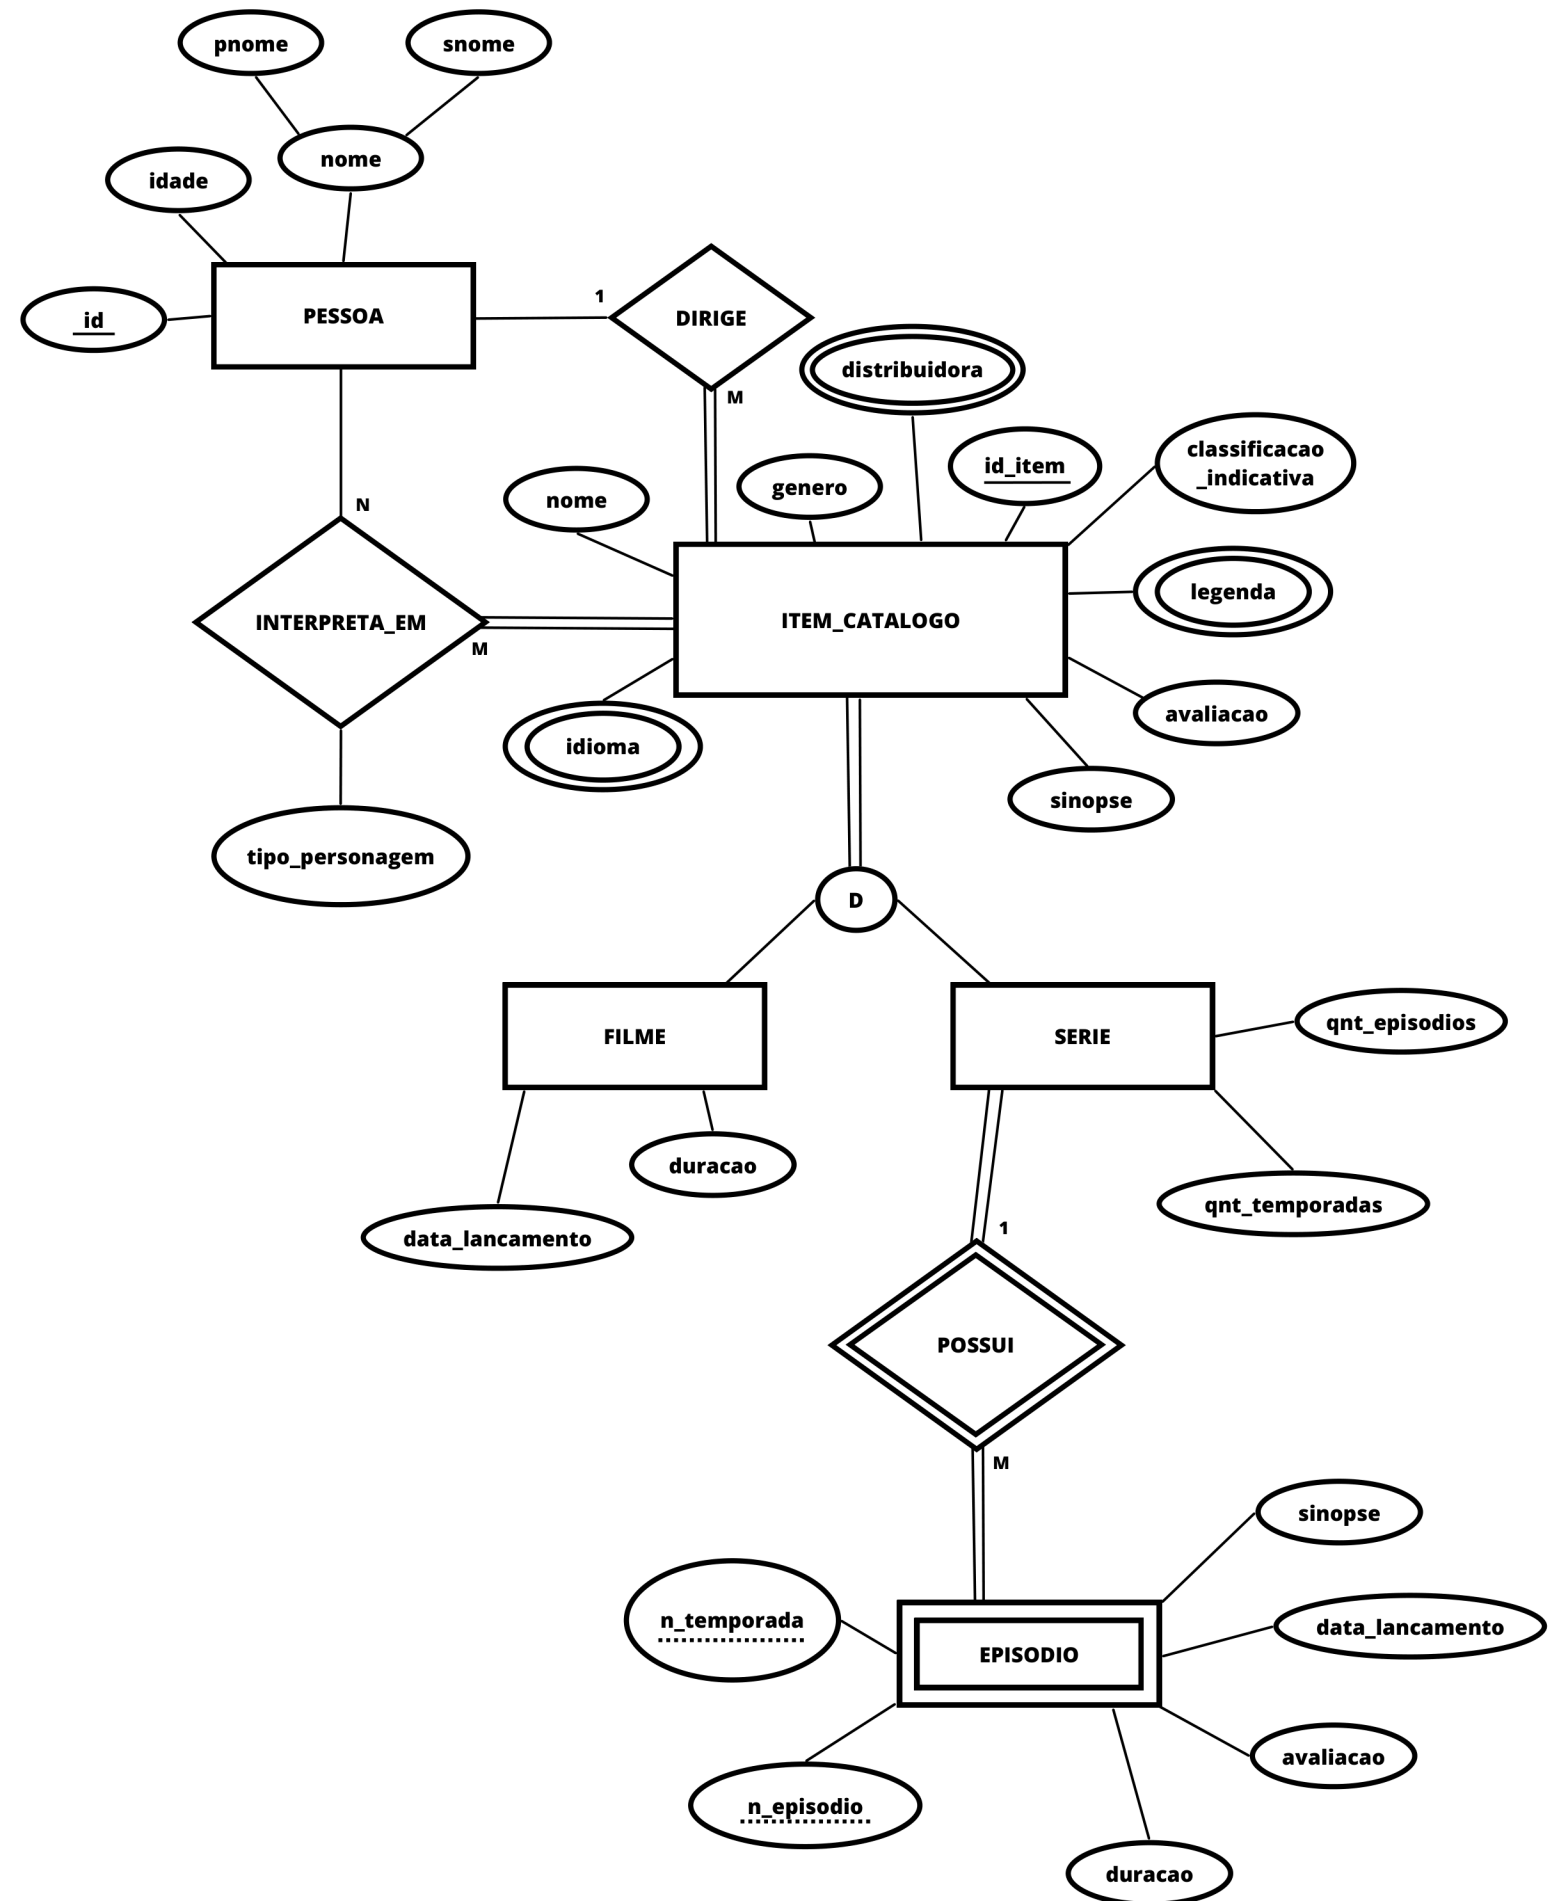 pnome
snome
nome
idade
id
PESSOA
1
DIRIGE
M
distribuidora
id_item
classificacao
_indicativa
genero
nome
N
legenda
INTERPRETA_EM
M
ITEM_CATALOGO
avaliacao
idioma
sinopse
tipo_personagem
D
FILME
SERIE
qnt_episodios
duracao
data_lancamento
qnt_temporadas
1
POSSUI
M
sinopse
n_temporada
data_lancamento
EPISODIO
avaliacao
n_episodio
duracao